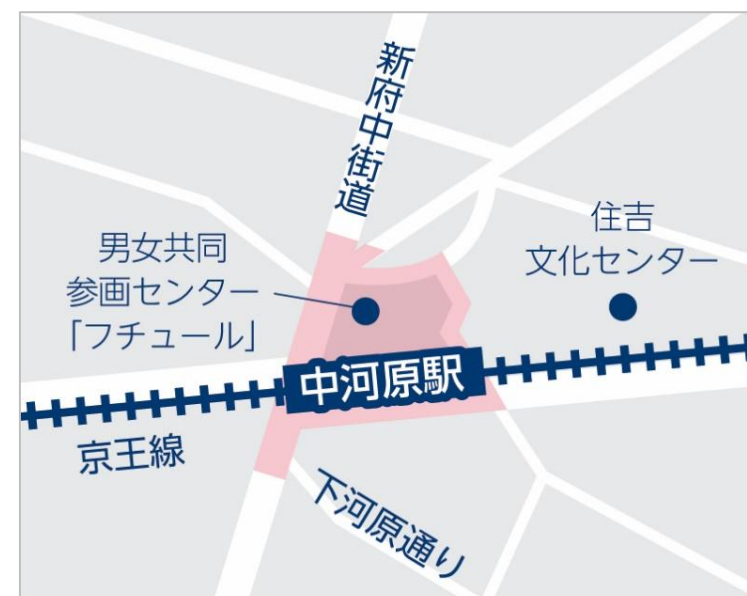 新府中街道
男女共同
参画センター
「フチュール」
住吉
文化センター
中河原駅
京王線
下河原通り